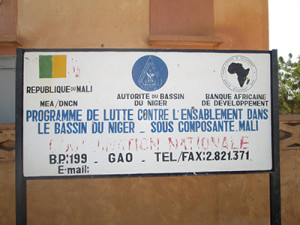 REPUBLIQUE DU MALI
MEA/DNCN
AUTORITE DU BASSIN
DU NIGER
BANQUE AFRICAINE
DE DEVELOPPEMENT
PROGRAMME DE LUTTE CONTRE L'ENSABLEMENT DANS
LE BASSIN DU NIGER _ SOUS COMPOSANTE MALI
COORDINATION NATIONALE
B.P:199 _ GAO _ TEL/FAX:2.821.371
E-mail: